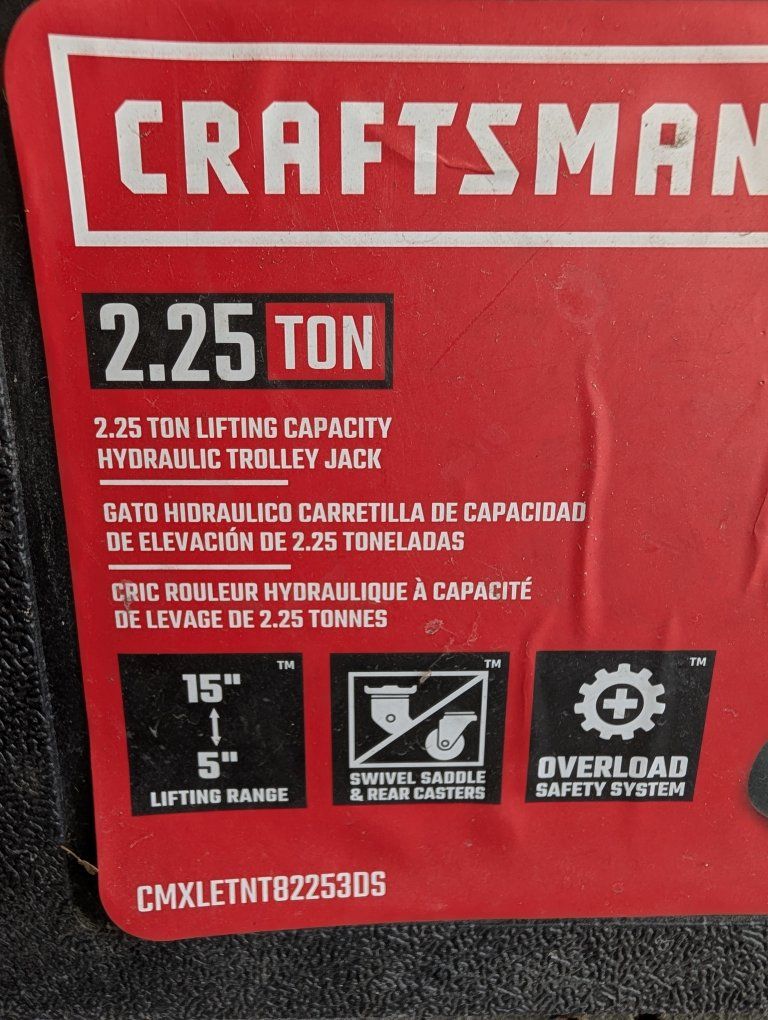 CRAFTSMAN
2.25 TON
2.25 TON LIFTING CAPACITY
HYDRAULIC TROLLEY JACK
GATO HIDRAULICO CARRETILLA DE CAPACIDAD
DE ELEVACIÓN DE 2.25 TONELADAS
CRIC ROULEUR HYDRAULIQUE À CAPACITÉ
DE LEVAGE DE 2.25 TONNES
TM
15"
5"
LIFTING RANGE
TM
SWIVEL SADDLE
& REAR CASTERS
TM
OVERLOAD
SAFETY SYSTEM
CMXLETNT82253DS